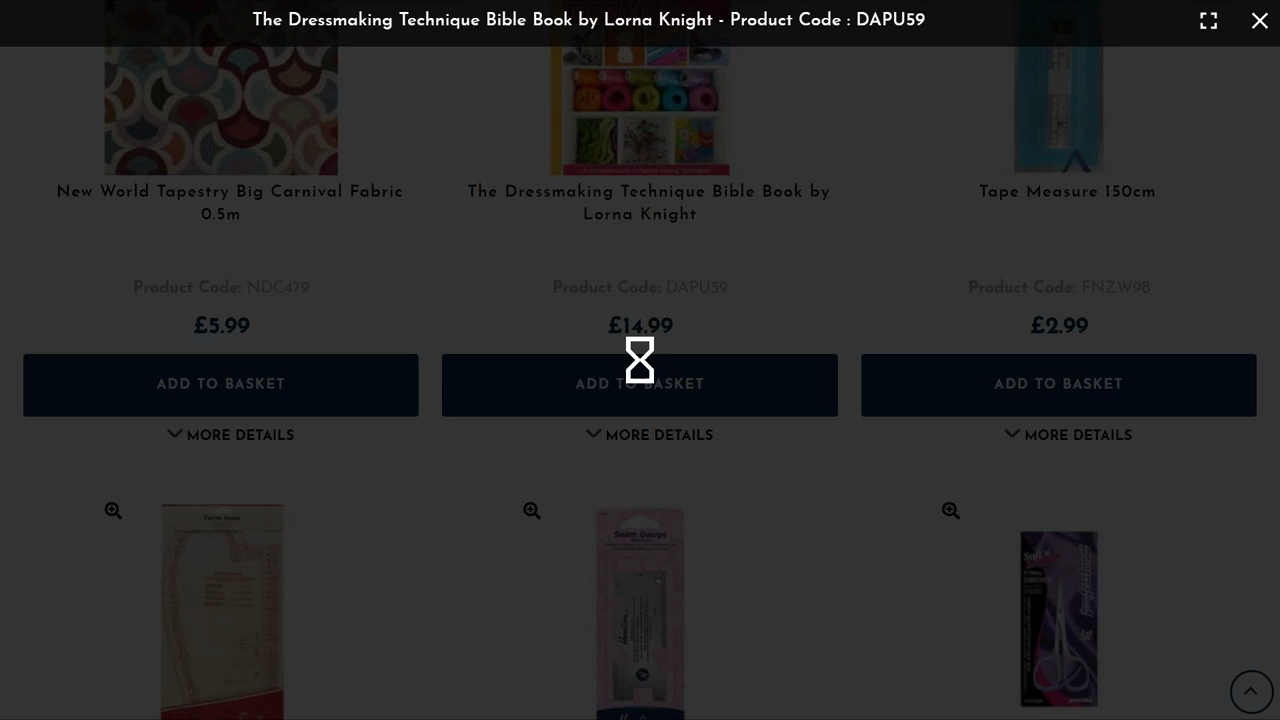 The Dressmaking Technique Bible Book by Lorna Knight - Product Code : DAPU59
New World Tapestry Big Carnival Fabric
0.5m
The Dressmaking Technique Bible Book by
Lorna Knight
Tape Measure 150cm
Product Code: NDC479
Product Code: DAPU59
Product Code: FNZW98
£5.99
£14.99
£2.99
ADD TO BASKET
ADD TO BASKET
ADD TO BASKET
MORE DETAILS
MORE DETAILS
MORE DETAILS
Seam Gauge